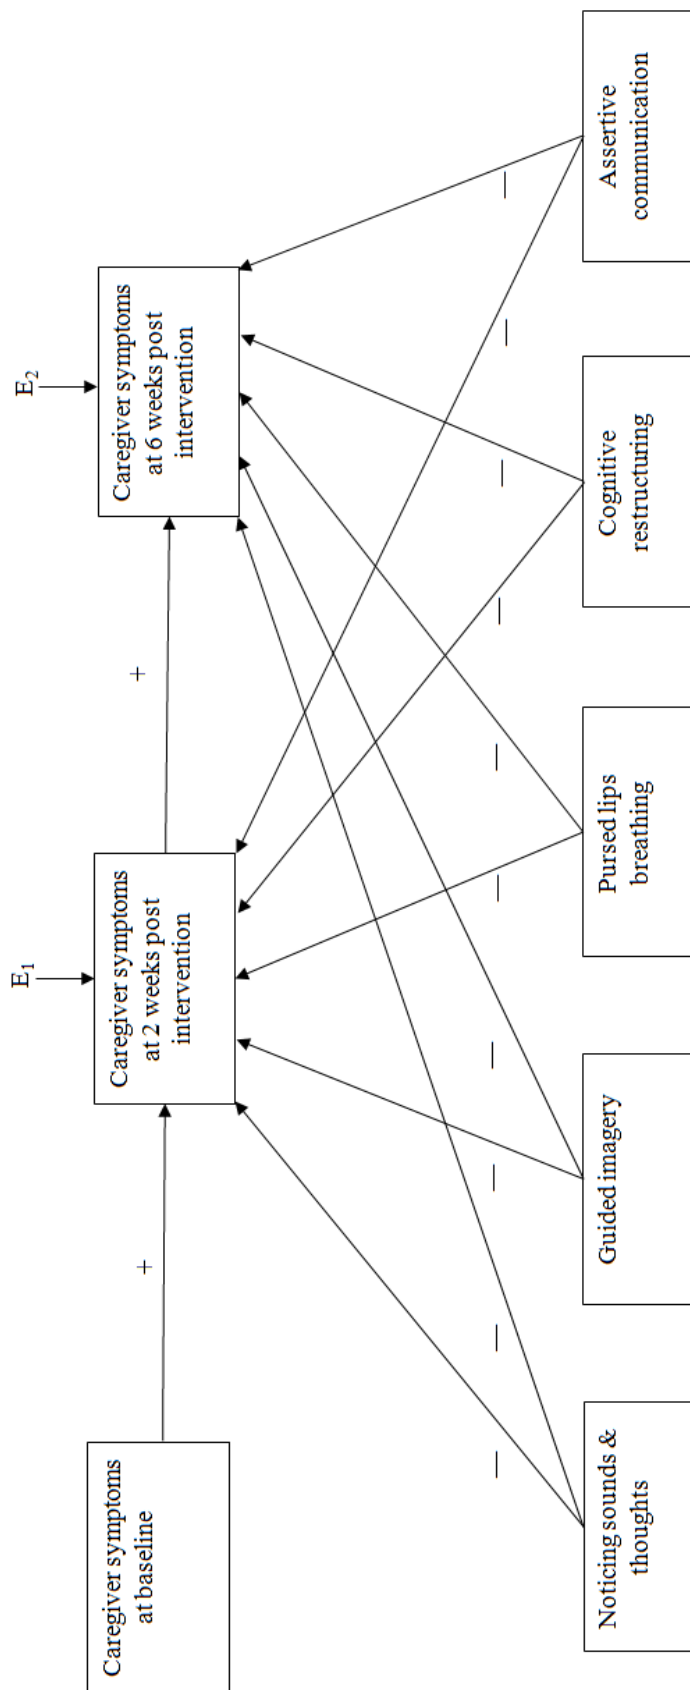 E1
E2
Caregiver symptoms
at baseline
+
Caregiver symptoms
at 2 weeks post
intervention
+
Caregiver symptoms
at 6 weeks post
intervention
—
—
—
—
—
—
—
—
—
—
Noticing sounds &
thoughts
Guided imagery
Pursed lips
breathing
Cognitive
restructuring
Assertive
communication